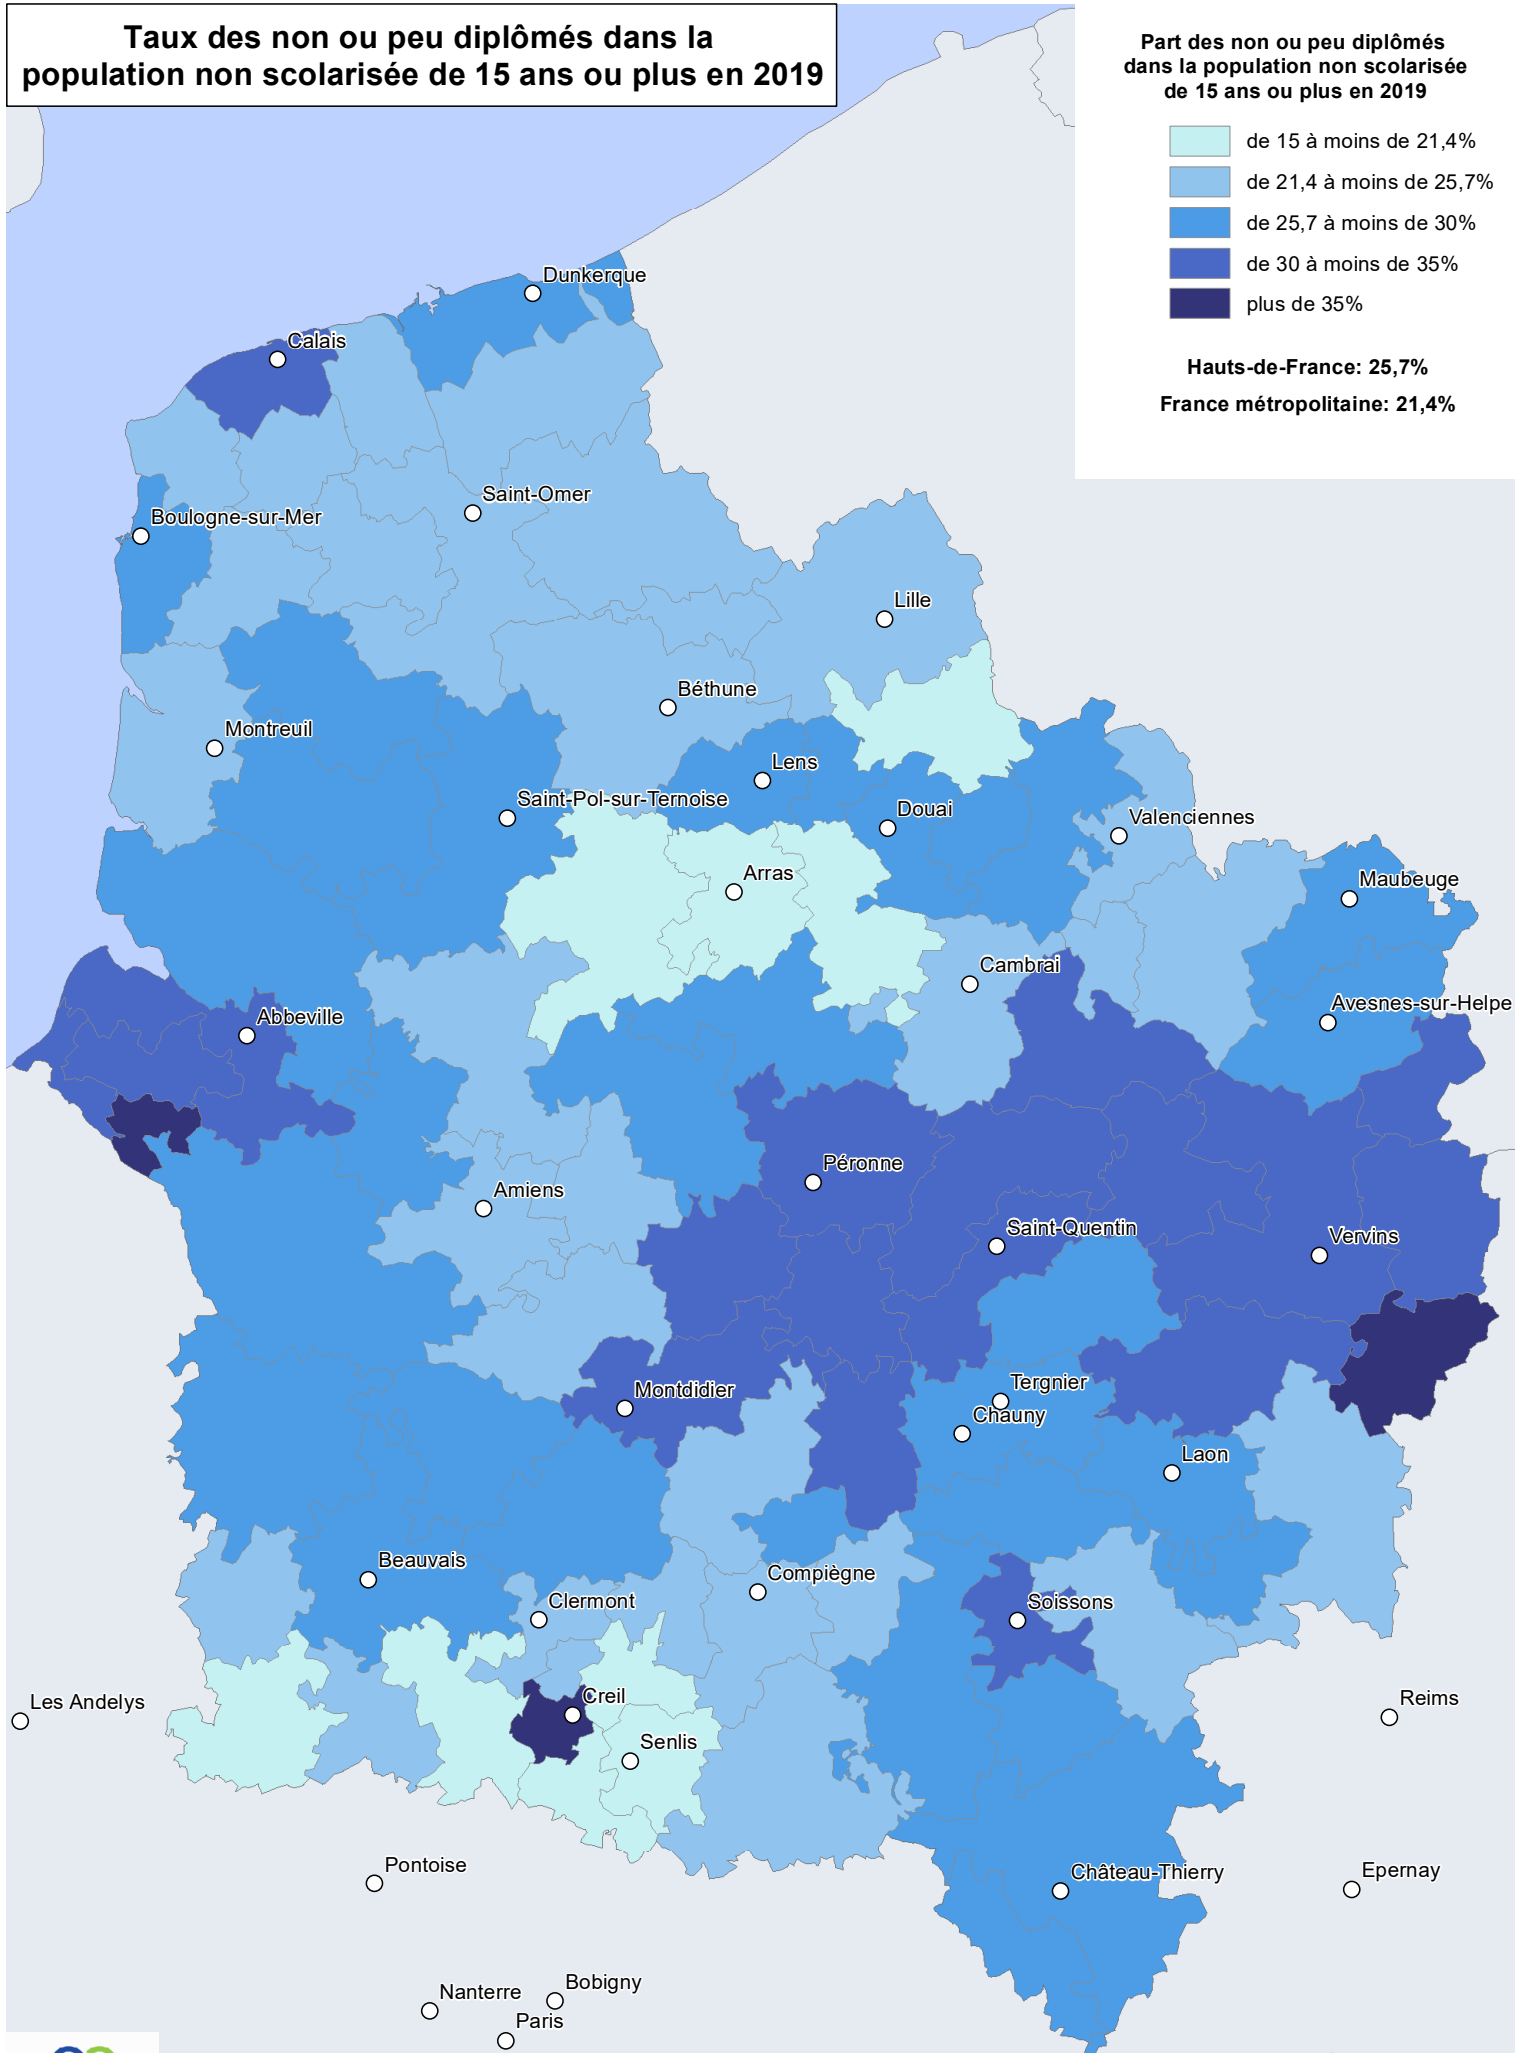 Taux des non ou peu diplômés dans la
population non scolarisée de 15 ans ou plus en 2019
Part des non ou peu diplômés
dans la population non scolarisée
de 15 ans ou plus en 2019
de 15 à moins de 21,4%
de 21,4 à moins de 25,7%
de 25,7 à moins de 30%
de 30 à moins de 35%
plus de 35%
Hauts-de-France: 25,7%
France métropolitaine: 21,4%
Dunkerque
Calais
Saint-Omer
Boulogne-sur-Mer
Lille
Béthune
Montreuil
Lens
Saint-Pol-sur-Ternoise
Douai
Valenciennes
Arras
Maubeuge
Cambrai
Avesnes-sur-Helpe
Abbeville
Péronne
Amiens
Saint-Quentin
Vervins
Tergnier
Montdidier
Chauny
Laon
Beauvais
Compiègne
Clermont
Soissons
Les Andelys
Creil
Reims
Senlis
Pontoise
Château-Thierry
Epernay
Nanterre
Bobigny
Paris